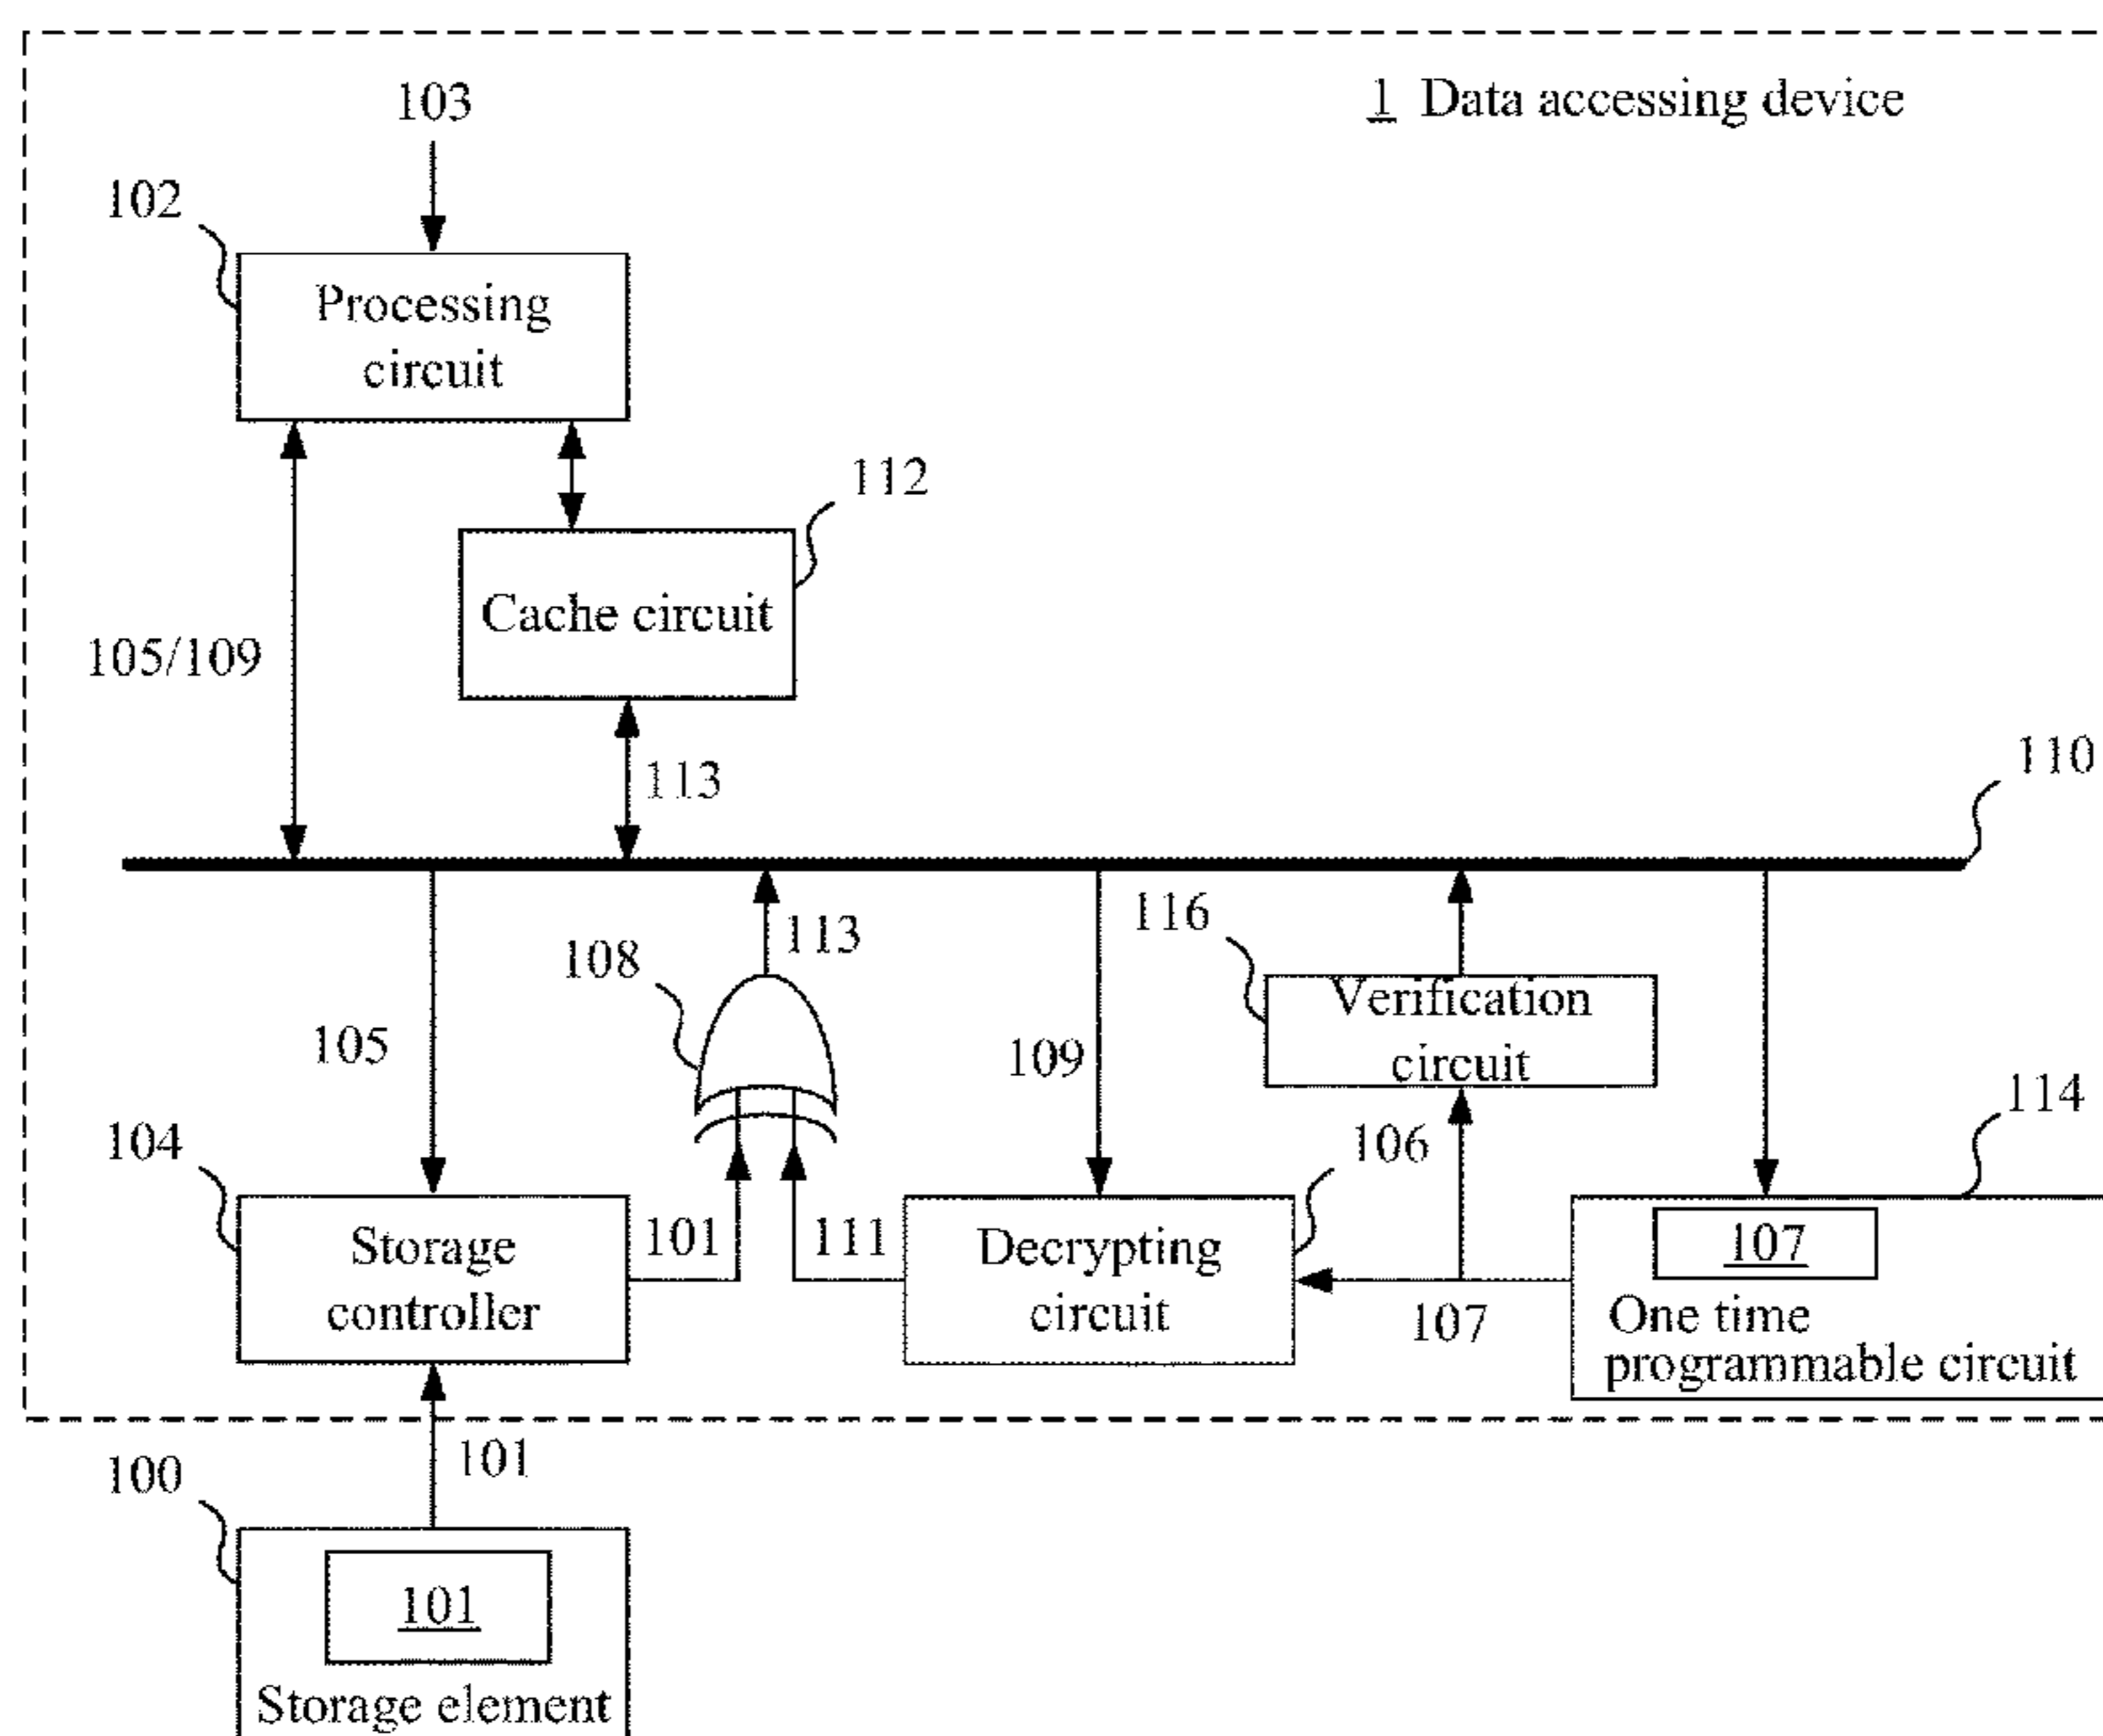 1 Data accessing device
103
102
Processing
circuit
112
Cache circuit
105/109
113
110
116
113
108
Verification
circuit
105
109
114
104
106
107
Storage
controller
101
111
Decrypting
circuit
107
One time
programmable circuit
101
100
101
Storage element